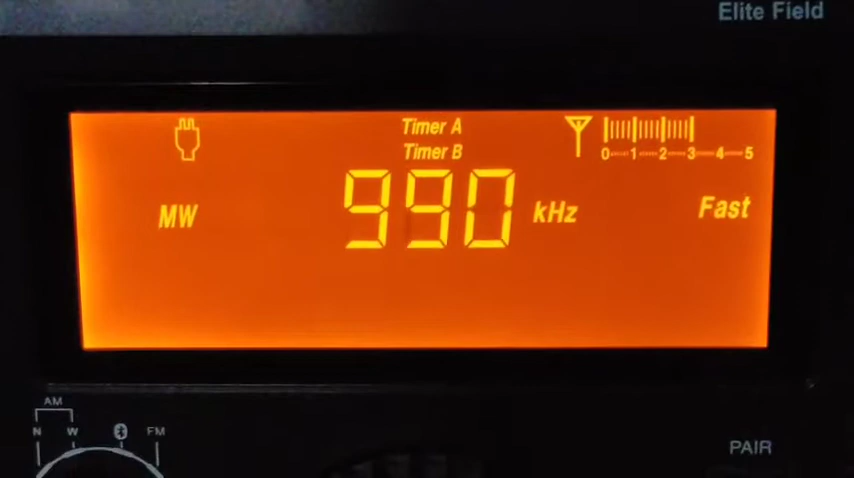 Elite Field
Timer A
Timer B
0 1 2 3 4 5
MW 990 kHz Fast
AM
N W FM
PAIR